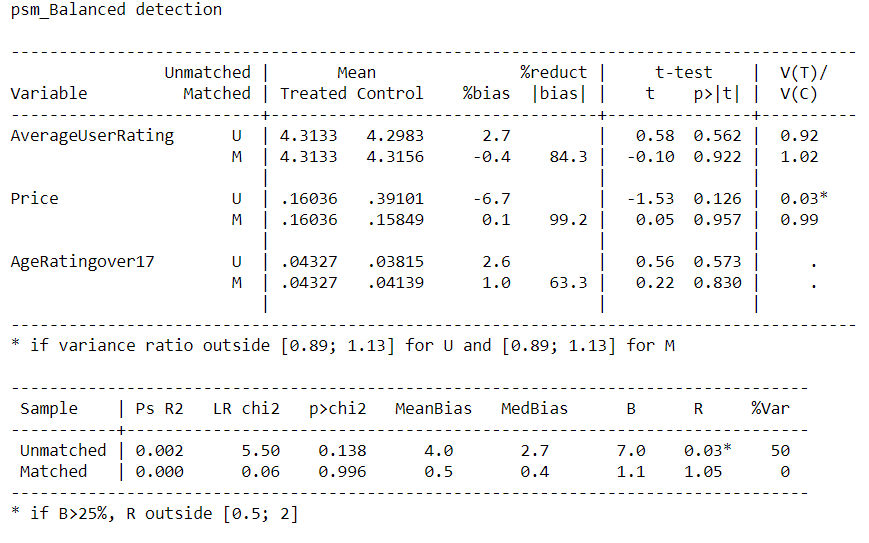 psm_Balanced detection
----------------------------------------------------------------------------------------
                Unmatched |       Mean               %reduct |     t-test    |  V(T)/
Variable          Matched | Treated Control    %bias  |bias| |    t    p>|t| |  V(C)
--------------------------+----------------------------------+---------------+----------
AverageUserRating      U  | 4.3133   4.2983      2.7         |   0.58  0.562 |  0.92
                       M  | 4.3133   4.3156     -0.4    84.3 |  -0.10  0.922 |  1.02
                          |                                  |               |
Price                  U  | .16036   .39101     -6.7         |  -1.53  0.126 |  0.03*
                       M  | .16036   .15849      0.1    99.2 |   0.05  0.957 |  0.99
                          |                                  |               |
AgeRatingover17        U  | .04327   .03815      2.6         |   0.56  0.573 |     .
                       M  | .04327   .04139      1.0    63.3 |   0.22  0.830 |     .
                          |                                  |               |
----------------------------------------------------------------------------------------
* if variance ratio outside [0.89; 1.13] for U and [0.89; 1.13] for M
-----------------------------------------------------------------------------------
 Sample    | Ps R2   LR chi2   p>chi2   MeanBias   MedBias      B      R      %Var
-----------+-----------------------------------------------------------------------
 Unmatched | 0.002      5.50    0.138      4.0       2.7       7.0   0.03*    50
 Matched   | 0.000      0.06    0.996      0.5       0.4       1.1   1.05      0
-----------------------------------------------------------------------------------
* if B>25%, R outside [0.5; 2]